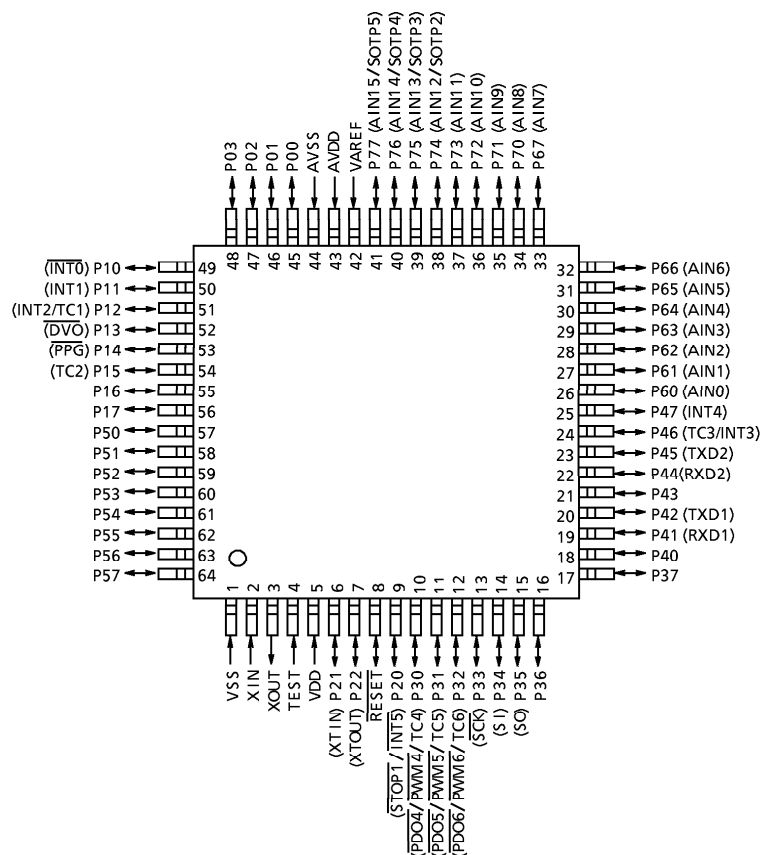 P03
P02
P01
P00
AVSS
AVDD
VAREF
P77 (AIN15/SOTP5)
P76 (AIN14/SOTP4)
P75 (AIN13/SOTP3)
P74 (AIN12/SOTP2)
P73 (AIN11)
P72 (AIN10)
P71 (AIN9)
P70 (AIN8)
P67 (AIN7)
48
47
46
45
44
43
42
41
40
39
38
37
36
35
34
33
(INT0) P10 49
(INT1) P11 50
(INT2/TC1) P12 51
(DVO) P13 52
(PPG) P14 53
(TC2) P15 54
P16 55
P17 56
P50 57
P51 58
P52 59
P53 60
P54 61
P55 62
P56 63
P57 64
32 P66 (AIN6)
31 P65 (AIN5)
30 P64 (AIN4)
29 P63 (AIN3)
28 P62 (AIN2)
27 P61 (AIN1)
26 P60 (AIN0)
25 P47 (INT4)
24 P46 (TC3/INT3)
23 P45 (TXD2)
22 P44(RXD2)
21 P43
20 P42 (TXD1)
19 P41 (RXD1)
18 P40
17 P37
1
2
3
4
5
6
7
8
9
10
11
12
13
14
15
16
VSS
XIN
XOUT
TEST
VDD
(XTIN) P21
(XTOUT) P22
RESET
(STOP1/INT5) P20
(PDO4/PWM4/TC4) P30
(PDO5/PWM5/TC5) P31
(PDO6/PWM6/TC6) P32
(SCK) P33
(SI) P34
(SO) P35
P36